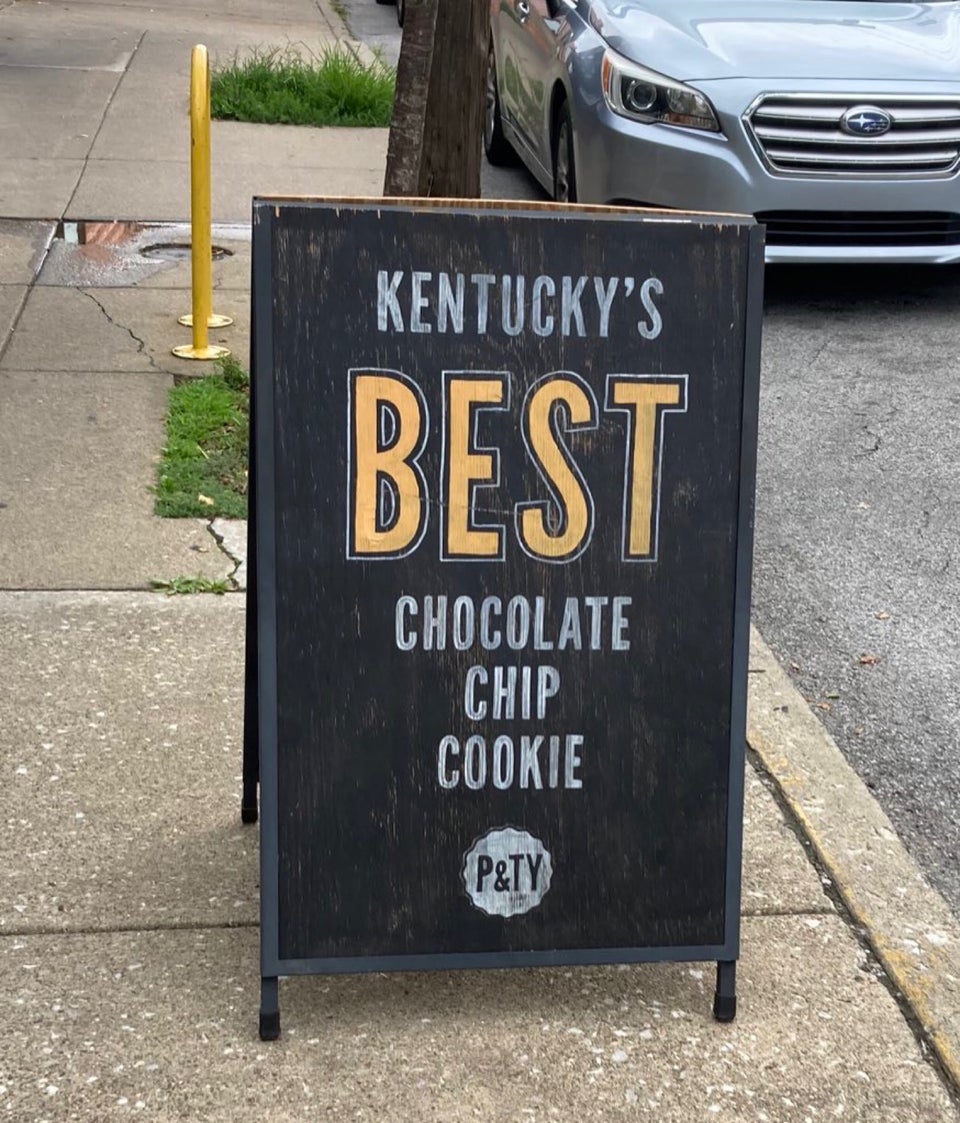 KENTUCKY'S
BEST
CHOCOLATE
CHIP
COOKIE
P&TY